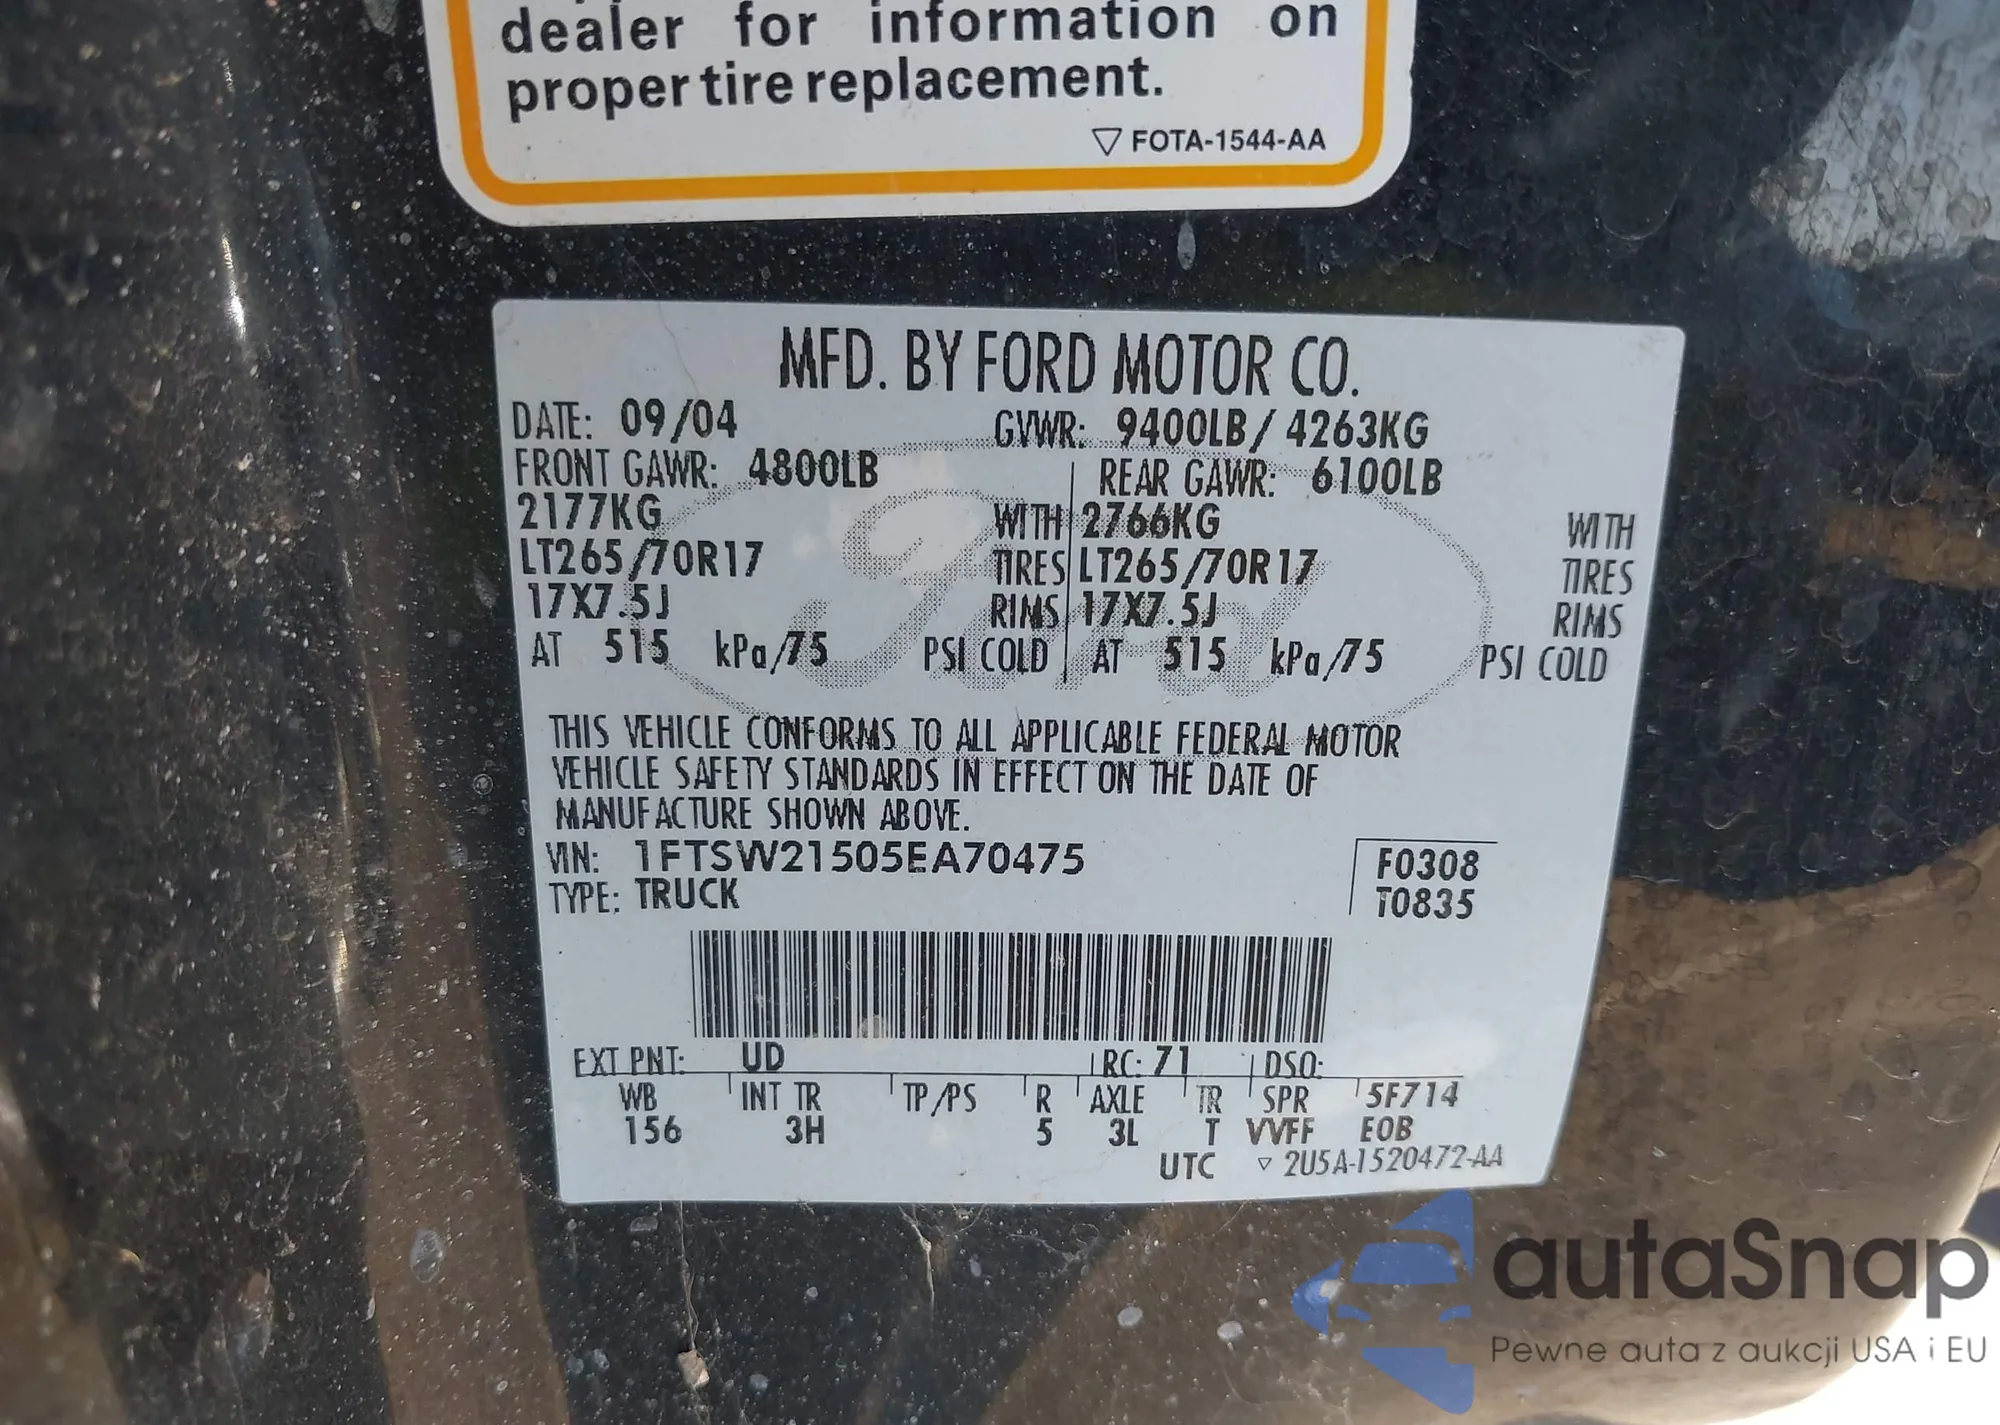 dealer for information on
proper tire replacement.
▽ FOTA-1544-AA
MFD. BY FORD MOTOR CO.
DATE: 09/04 GVWR: 9400LB/ 4263KG
FRONT GAWR: 4800LB REAR GAWR: 6100LB
2177KG WITH 2766KG WITH
LT265/70R17 TIRES LT265/70R17 TIRES
17X7.5J RIMS 17X7.5J RIMS
AT 515 kPa/75 PSI COLD AT 515 kPa/75 PSI COLD
THIS VEHICLE CONFORMS TO ALL APPLICABLE FEDERAL MOTOR
VEHICLE SAFETY STANDARDS IN EFFECT ON THE DATE OF
MANUFACTURE SHOWN ABOVE.
VIN: 1FTSW21505EA70475 F0308
TYPE: TRUCK T0835
EXT PNT: UD RC: 71 DSO:
WB INT TR TP/PS R AXLE TR SPR 5F714
156 3H 5 3L T VVFF EOB
UTC ▽ 2U5A-1520472-AA
autaSnap
Pewne auta z aukcji USA i EU